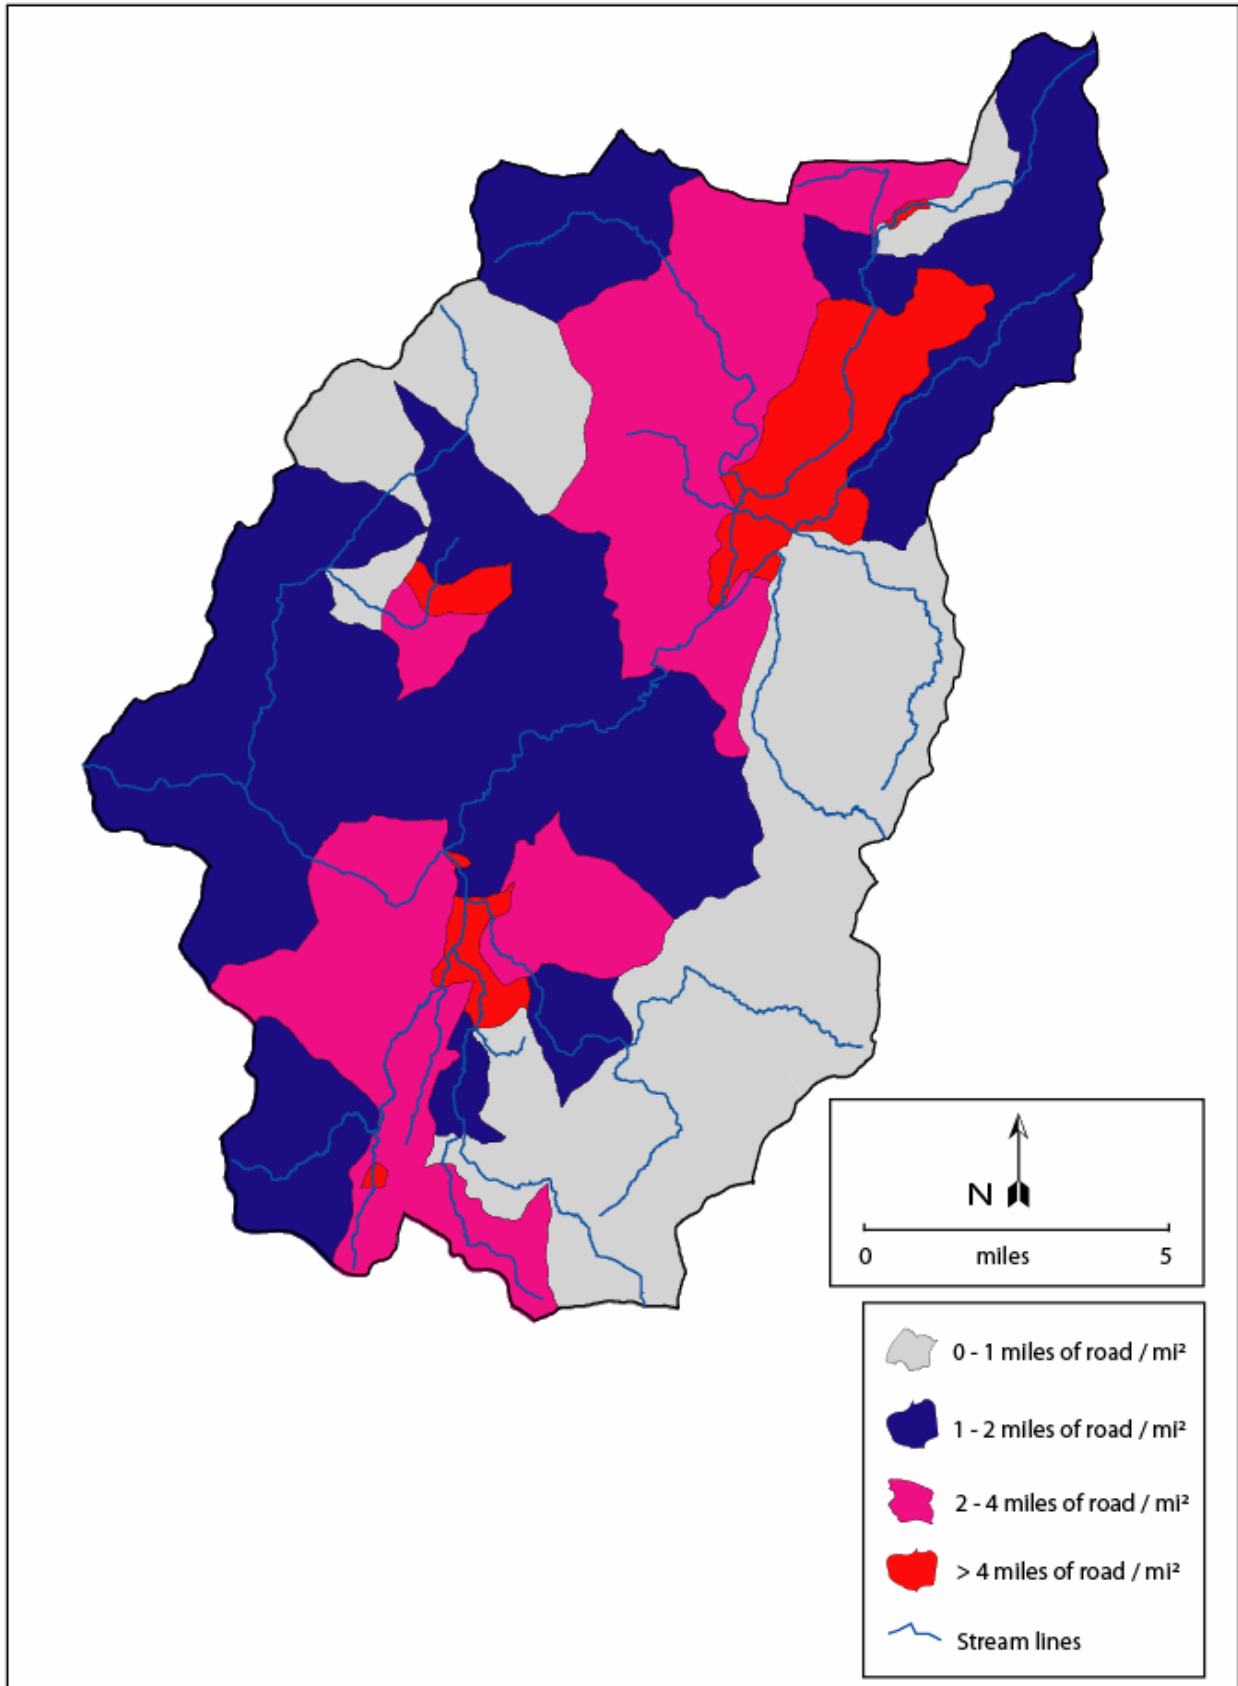 N
0 miles 5
0 - 1 miles of road / mi²
1 - 2 miles of road / mi²
2 - 4 miles of road / mi²
> 4 miles of road / mi²
Stream lines